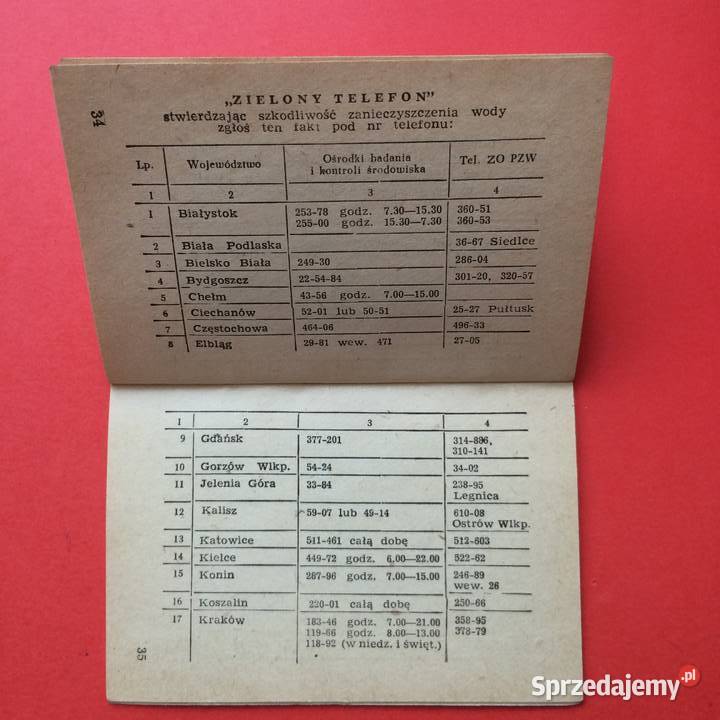 34
„ZIELONY TELEFON"
stwierdzając szkodliwość zanieczyszczenia wody
zgłoś ten fakt pod nr telefonu:
Lp. Województwo Ośrodki badania i kontroli środowiska Tel. ZO PZW
1 2 3 4
1 Białystok 253-78 godz. 7.30—15.30 360-51
255-00 godz. 15.30—7.30 360-53
2 Biała Podlaska 36-67 Siedlce
3 Bielsko Biała 249-30 286-04
4 Bydgoszcz 22-54-84 301-20, 320-57
5 Chełm 43-56 godz. 7.00—15.00
6 Ciechanów 52-01 lub 50-51 25-27 Pułtusk
7 Częstochowa 464-06 496-33
8 Elbląg 29-81 wew. 471 27-05
1 2 3 4
9 Gdańsk 377-201 314-886,
310-141
10 Gorzów Wlkp. 54-24 34-02
11 Jelenia Góra 33-84 238-95
Legnica
12 Kalisz 59-07 lub 49-14 610-08
Ostrów Wlkp.
13 Katowice 511-461 całą dobę 512-603
14 Kielce 449-72 godz. 6.00—22.00 522-62
15 Konin 287-96 godz. 7.00—15.00 246-89
wew. 26
16 Koszalin 220-01 całą dobę 250-66
17 Kraków 183-46 godz. 7.00—21.00 358-95
119-66 godz. 8.00—13.00 378-79
118-92 (w niedz. i święt.)
35
Sprzedajemy.pl